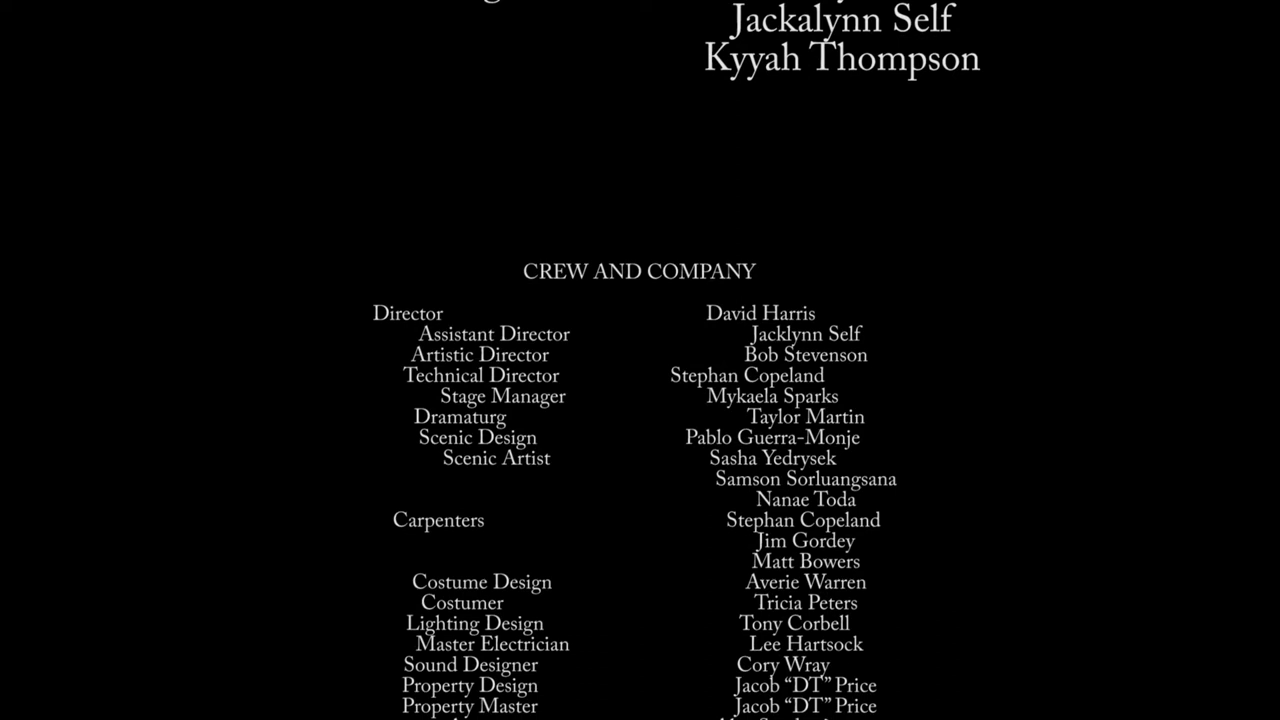 Jackalynn Self
Kyyah Thompson
CREW AND COMPANY
Director David Harris
Assistant Director Jacklynn Self
Artistic Director Bob Stevenson
Technical Director Stephan Copeland
Stage Manager Mykaela Sparks
Dramaturg Taylor Martin
Scenic Design Pablo Guerra-Monje
Scenic Artist Sasha Yedrysek
Samson Sorluangsana
Nanae Toda
Carpenters Stephan Copeland
Jim Gordey
Matt Bowers
Costume Design Averie Warren
Costumer Tricia Peters
Lighting Design Tony Corbell
Master Electrician Lee Hartsock
Sound Designer Cory Wray
Property Design Jacob “DT” Price
Property Master Jacob “DT” Price